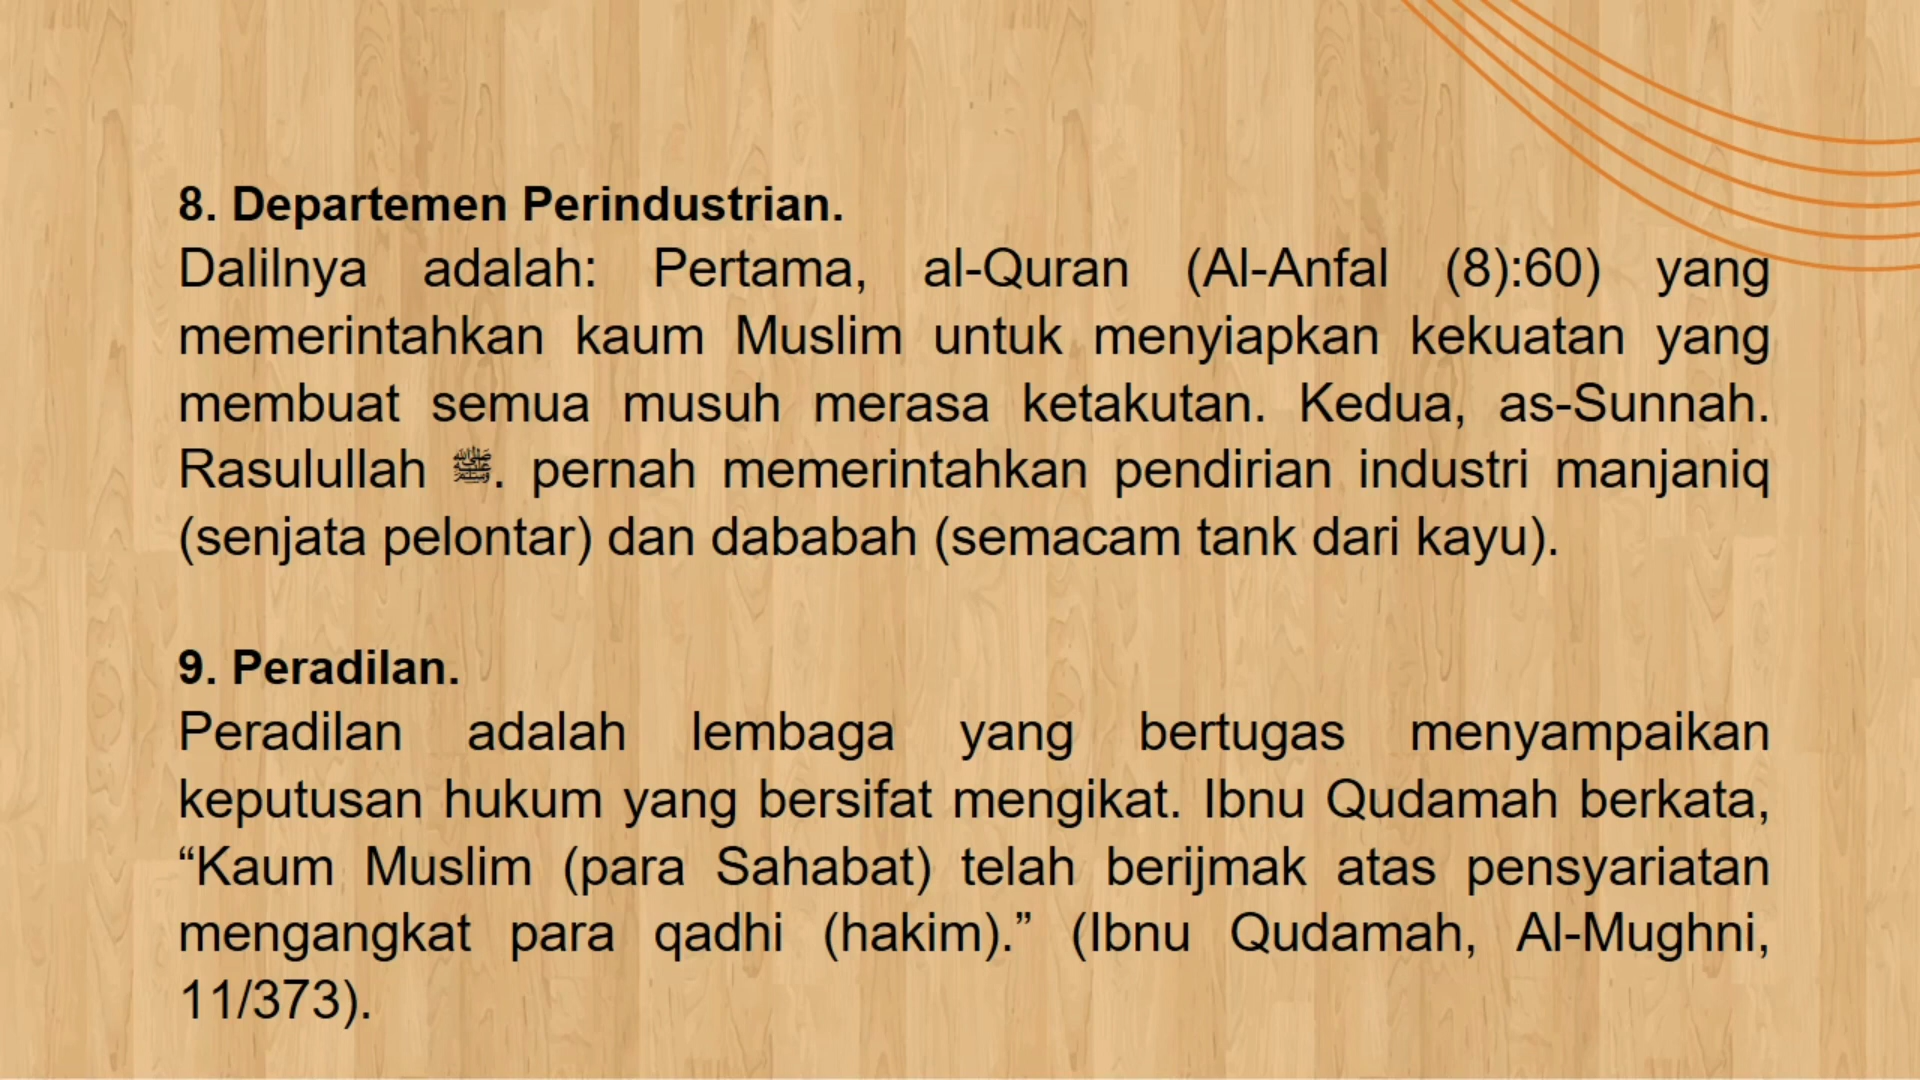 8. Departemen Perindustrian.
Dalilnya adalah: Pertama, al-Quran (Al-Anfal (8):60) yang
memerintahkan kaum Muslim untuk menyiapkan kekuatan yang
membuat semua musuh merasa ketakutan. Kedua, as-Sunnah.
Rasulullah ﷺ. pernah memerintahkan pendirian industri manjaniq
(senjata pelontar) dan dababah (semacam tank dari kayu).
9. Peradilan.
Peradilan adalah lembaga yang bertugas menyampaikan
keputusan hukum yang bersifat mengikat. Ibnu Qudamah berkata,
“Kaum Muslim (para Sahabat) telah berijmak atas pensyariatan
mengangkat para qadhi (hakim).” (Ibnu Qudamah, Al-Mughni,
11/373).